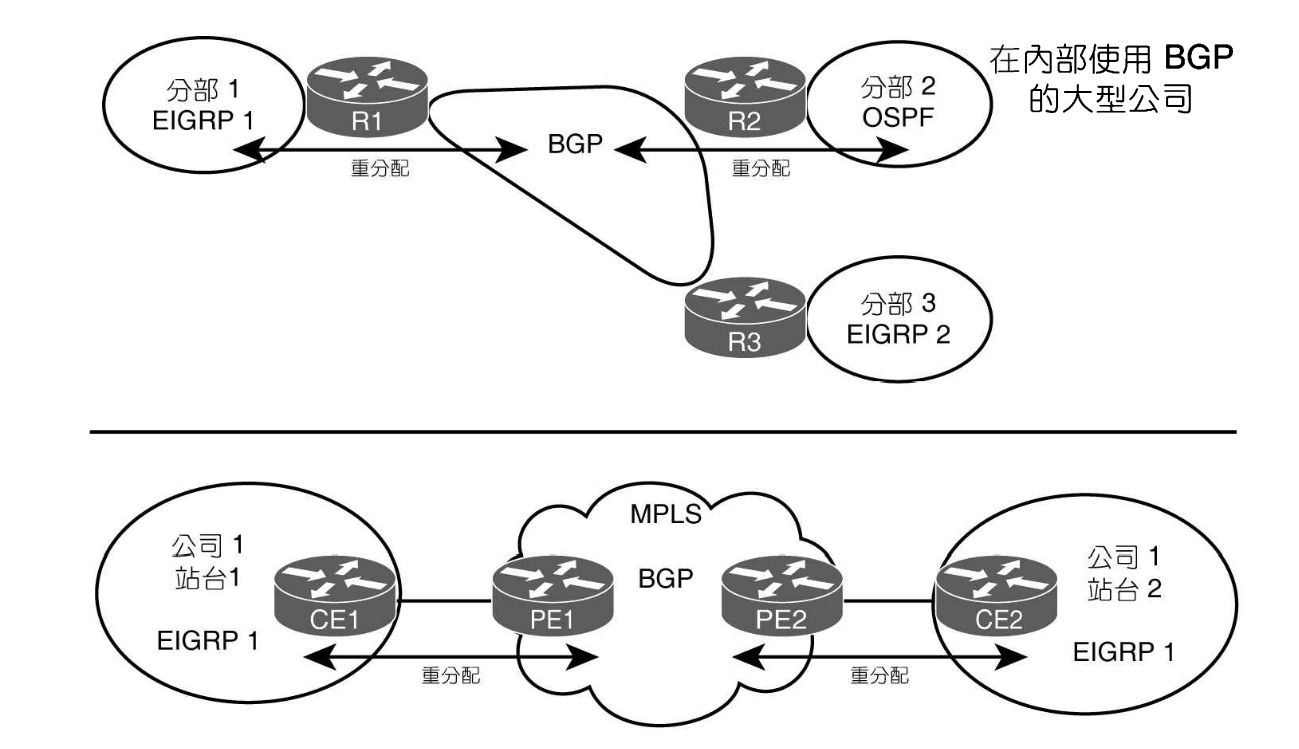 在內部使用 BGP
的大型公司
分部 1
EIGRP 1
R1
重分配
BGP
R2
重分配
分部 2
OSPF
R3
分部 3
EIGRP 2
公司 1
站台1
EIGRP 1
CE1
重分配
MPLS
BGP
PE1
PE2
重分配
CE2
公司 1
站台 2
EIGRP 1